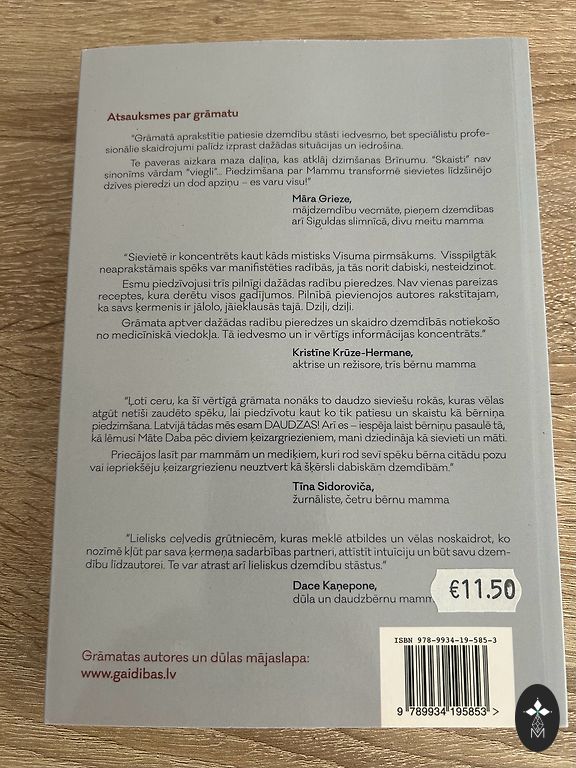 Atsauksmes par grāmatu
"Grāmatā aprakstītie patiesie dzemdību stāsti iedvesmo, bet speciālistu profe-
sionālie skaidrojumi palīdz izprast dažādas situācijas un iedrošina.
Te paveras aizkara maza daļiņa, kas atklāj dzimšanas Brīnumu. "Skaisti" nav
sinonīms vārdam "viegli"... Piedzimšana par Mammu transformē sievietes līdzšinējo
dzīves pieredzi un dod apziņu – es varu visu!"
Māra Grieze,
mājdzemdību vecmāte, pieņem dzemdības
arī Siguldas slimnīcā, divu meitu mamma
"Sievietē ir koncentrēts kaut kāds mistisks Visuma pirmsākums. Visspilgtāk
neaprakstāmais spēks var manifistēties radībās, ja tās norit dabiski, nesteidzinot.
Esmu piedzīvojusi trīs pilnīgi dažādas radību pieredzes. Nav vienas pareizas
receptes, kura derētu visos gadījumos. Pilnībā pievienojos autores rakstītajam,
ka savs ķermenis ir jālolo, jāieklausās tajā. Dziļi, dziļi.
Grāmata aptver dažādas radību pieredzes un skaidro dzemdībās notiekošo
no medicīniskā viedokļa. Tā iedvesmo un ir vērtīgs informācijas koncentrāts."
Kristīne Krūze-Hermane,
aktrise un režisore, trīs bērnu mamma
"Ļoti ceru, ka šī vērtīgā grāmata nonāks to daudzo sieviešu rokās, kuras vēlas
atgūt netīši zaudēto spēku, lai piedzīvotu kaut ko tik patiesu un skaistu kā bērniņa
piedzimšana. Latvijā tādas mēs esam DAUDZAS! Arī es – iespēja laist bērniņu pasaulē tā,
kā lēmusi Māte Daba pēc diviem ķeizargriezieniem, mani dziedināja kā sievieti un māti.
Priecājos lasīt par mammām un mediķiem, kuri rod sevī spēku bērna citādu pozu
vai iepriekšēju ķeizargriezienu neuztvert kā šķērsli dabiskām dzemdībām."
Tīna Sidoroviča,
žurnāliste, četru bērnu mamma
"Lielisks ceļvedis grūtniecēm, kuras meklē atbildes un vēlas noskaidrot, ko
nozīmē kļūt par sava ķermeņa sadarbības partneri, attīstīt intuīciju un būt savu dzem-
dību līdzautorei. Te var atrast arī lieliskus dzemdību stāstus."
Dace Kaņepone,
dūla un daudzbērnu mamm
€11.50
ISBN 978-9934-19-585-3
Grāmatas autores un dūlas mājaslapa:
www.gaidibas.lv
9 789934 195853 >
M